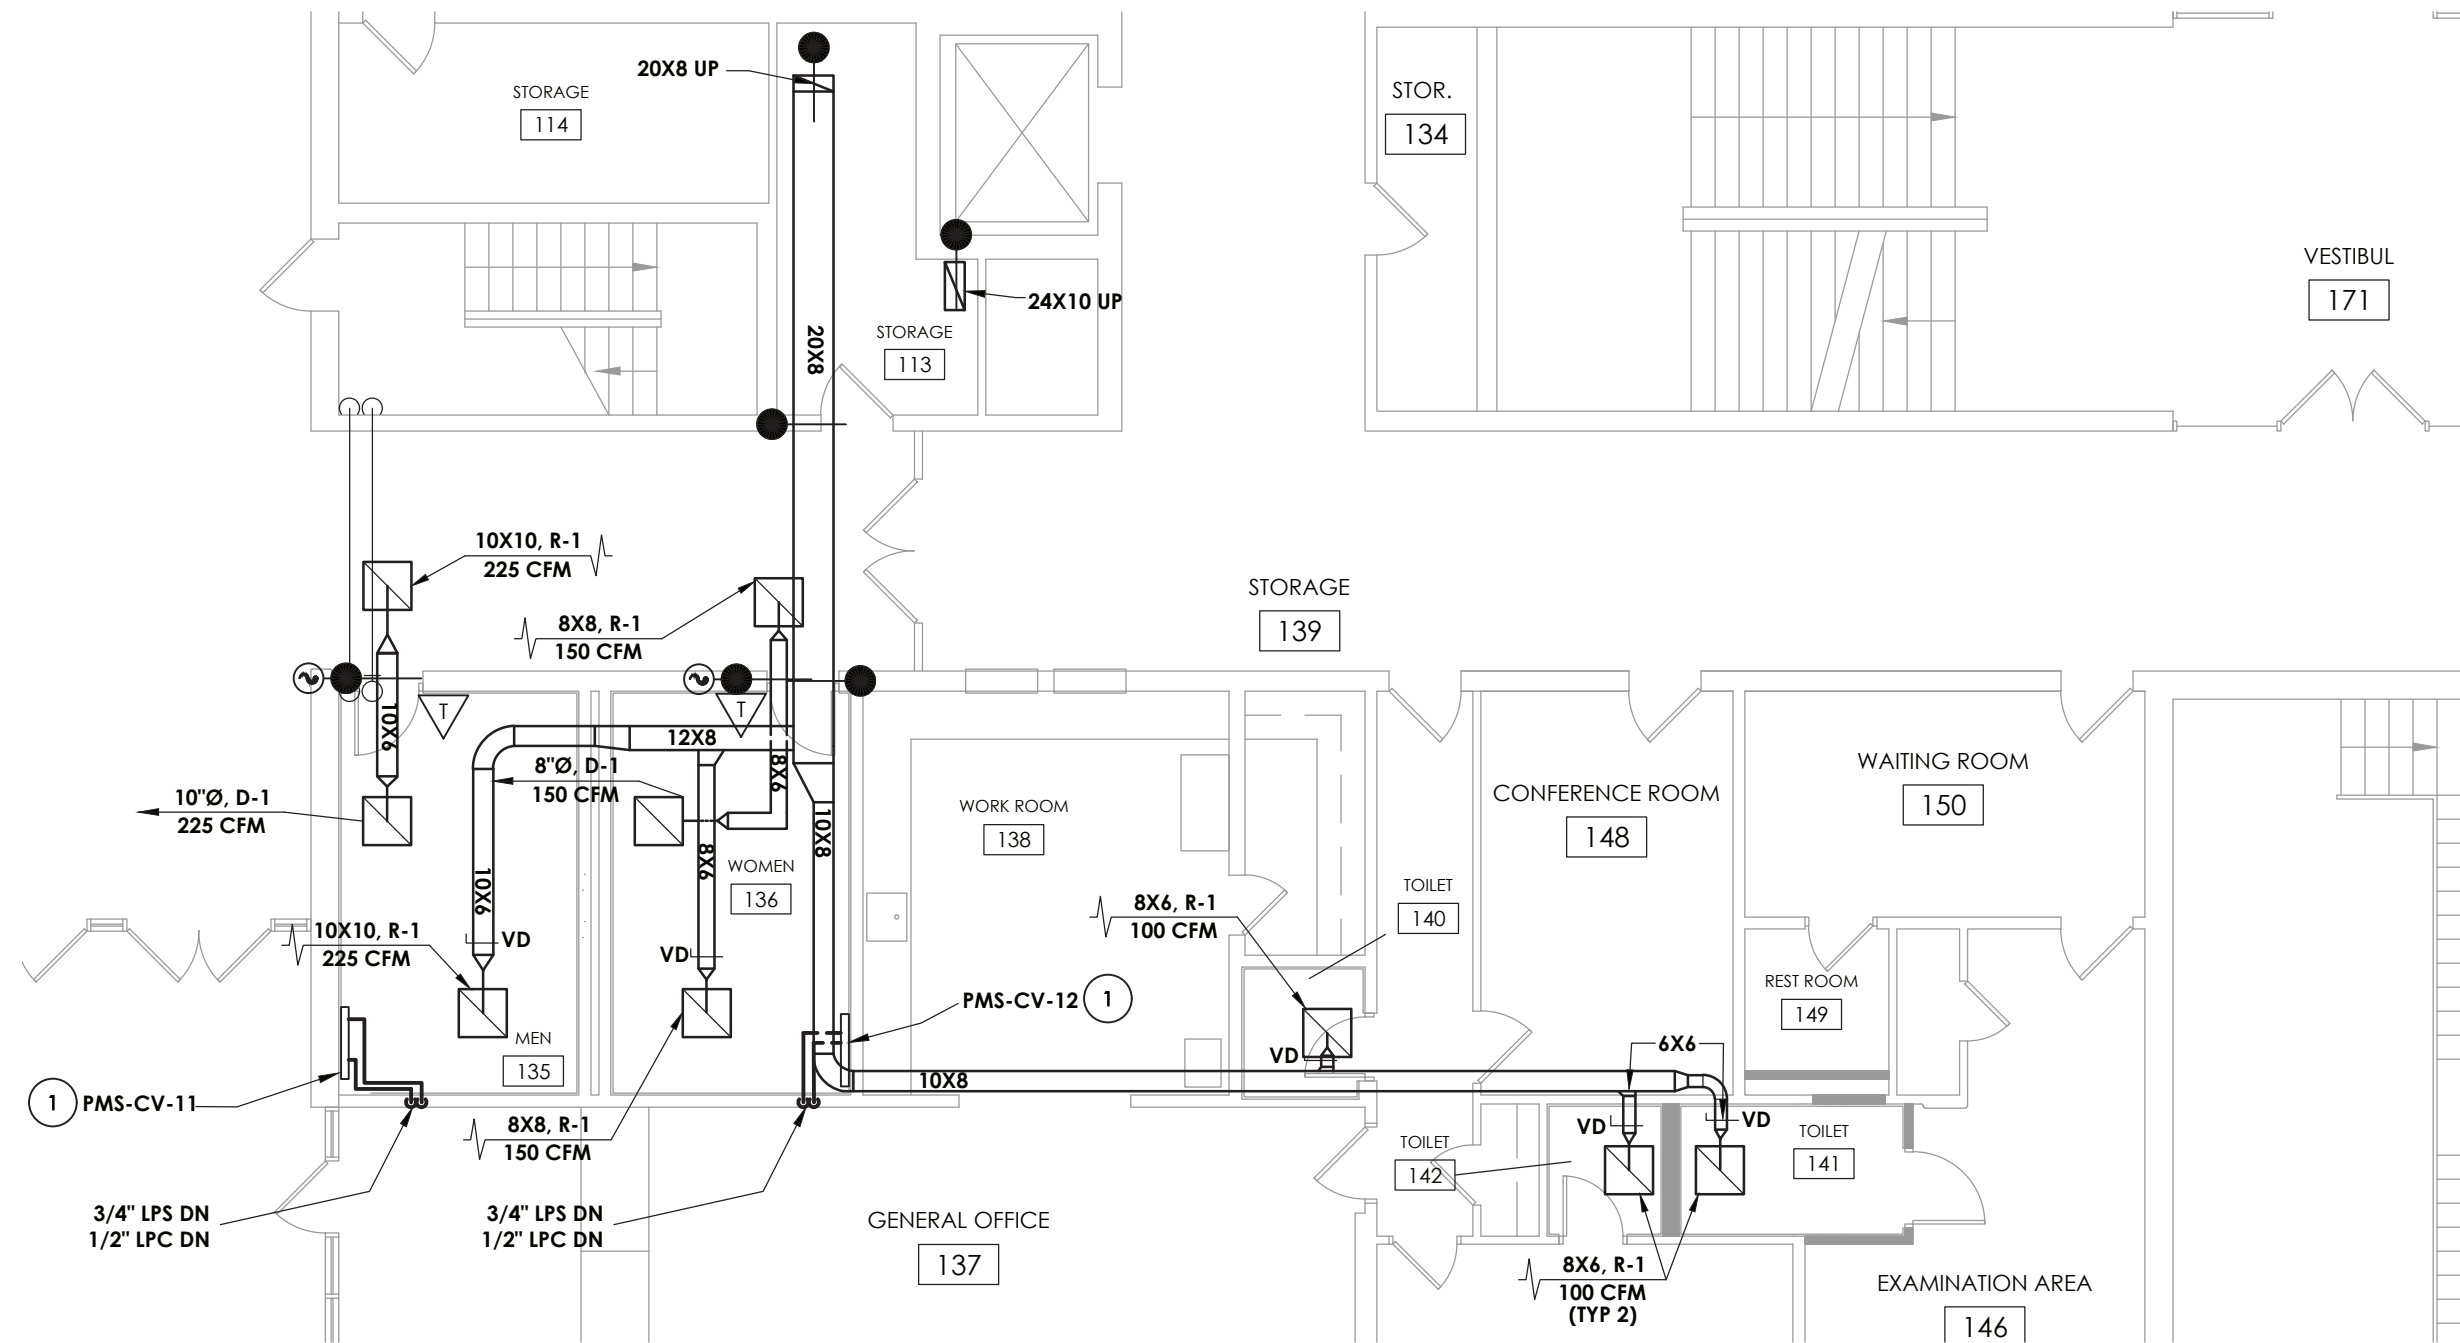 20X8 UP
STORAGE
114
STOR.
134
20X8
24X10 UP
STORAGE
113
VESTIBUL
171
10X10, R-1
225 CFM
8X8, R-1
150 CFM
STORAGE
139
T
T
10X6
12X8
8X6
8"Ø, D-1
150 CFM
10"Ø, D-1
225 CFM
10X8
WORK ROOM
138
CONFERENCE ROOM
148
WAITING ROOM
150
10X6
8X6
WOMEN
136
TOILET
140
8X6, R-1
100 CFM
10X10, R-1
225 CFM
VD
VD
REST ROOM
149
PMS-CV-12
1
MEN
135
VD
6X6
10X8
1
PMS-CV-11
8X8, R-1
150 CFM
VD
VD
TOILET
142
TOILET
141
3/4" LPS DN
1/2" LPC DN
3/4" LPS DN
1/2" LPC DN
GENERAL OFFICE
137
8X6, R-1
100 CFM
(TYP 2)
EXAMINATION AREA
146